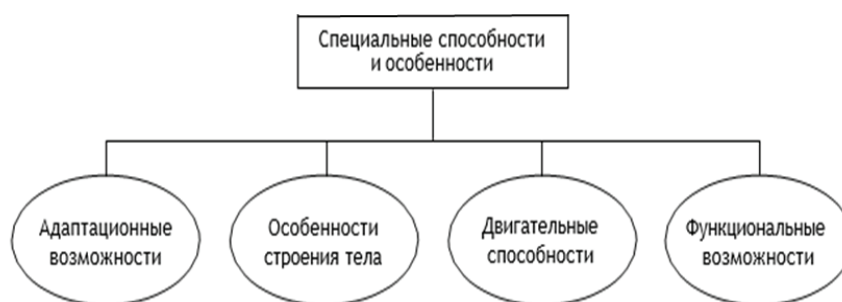 Специальные способности
и особенности
Адаптационные
возможности
Особенности
строения тела
Двигательные
способности
Функциональные
возможности